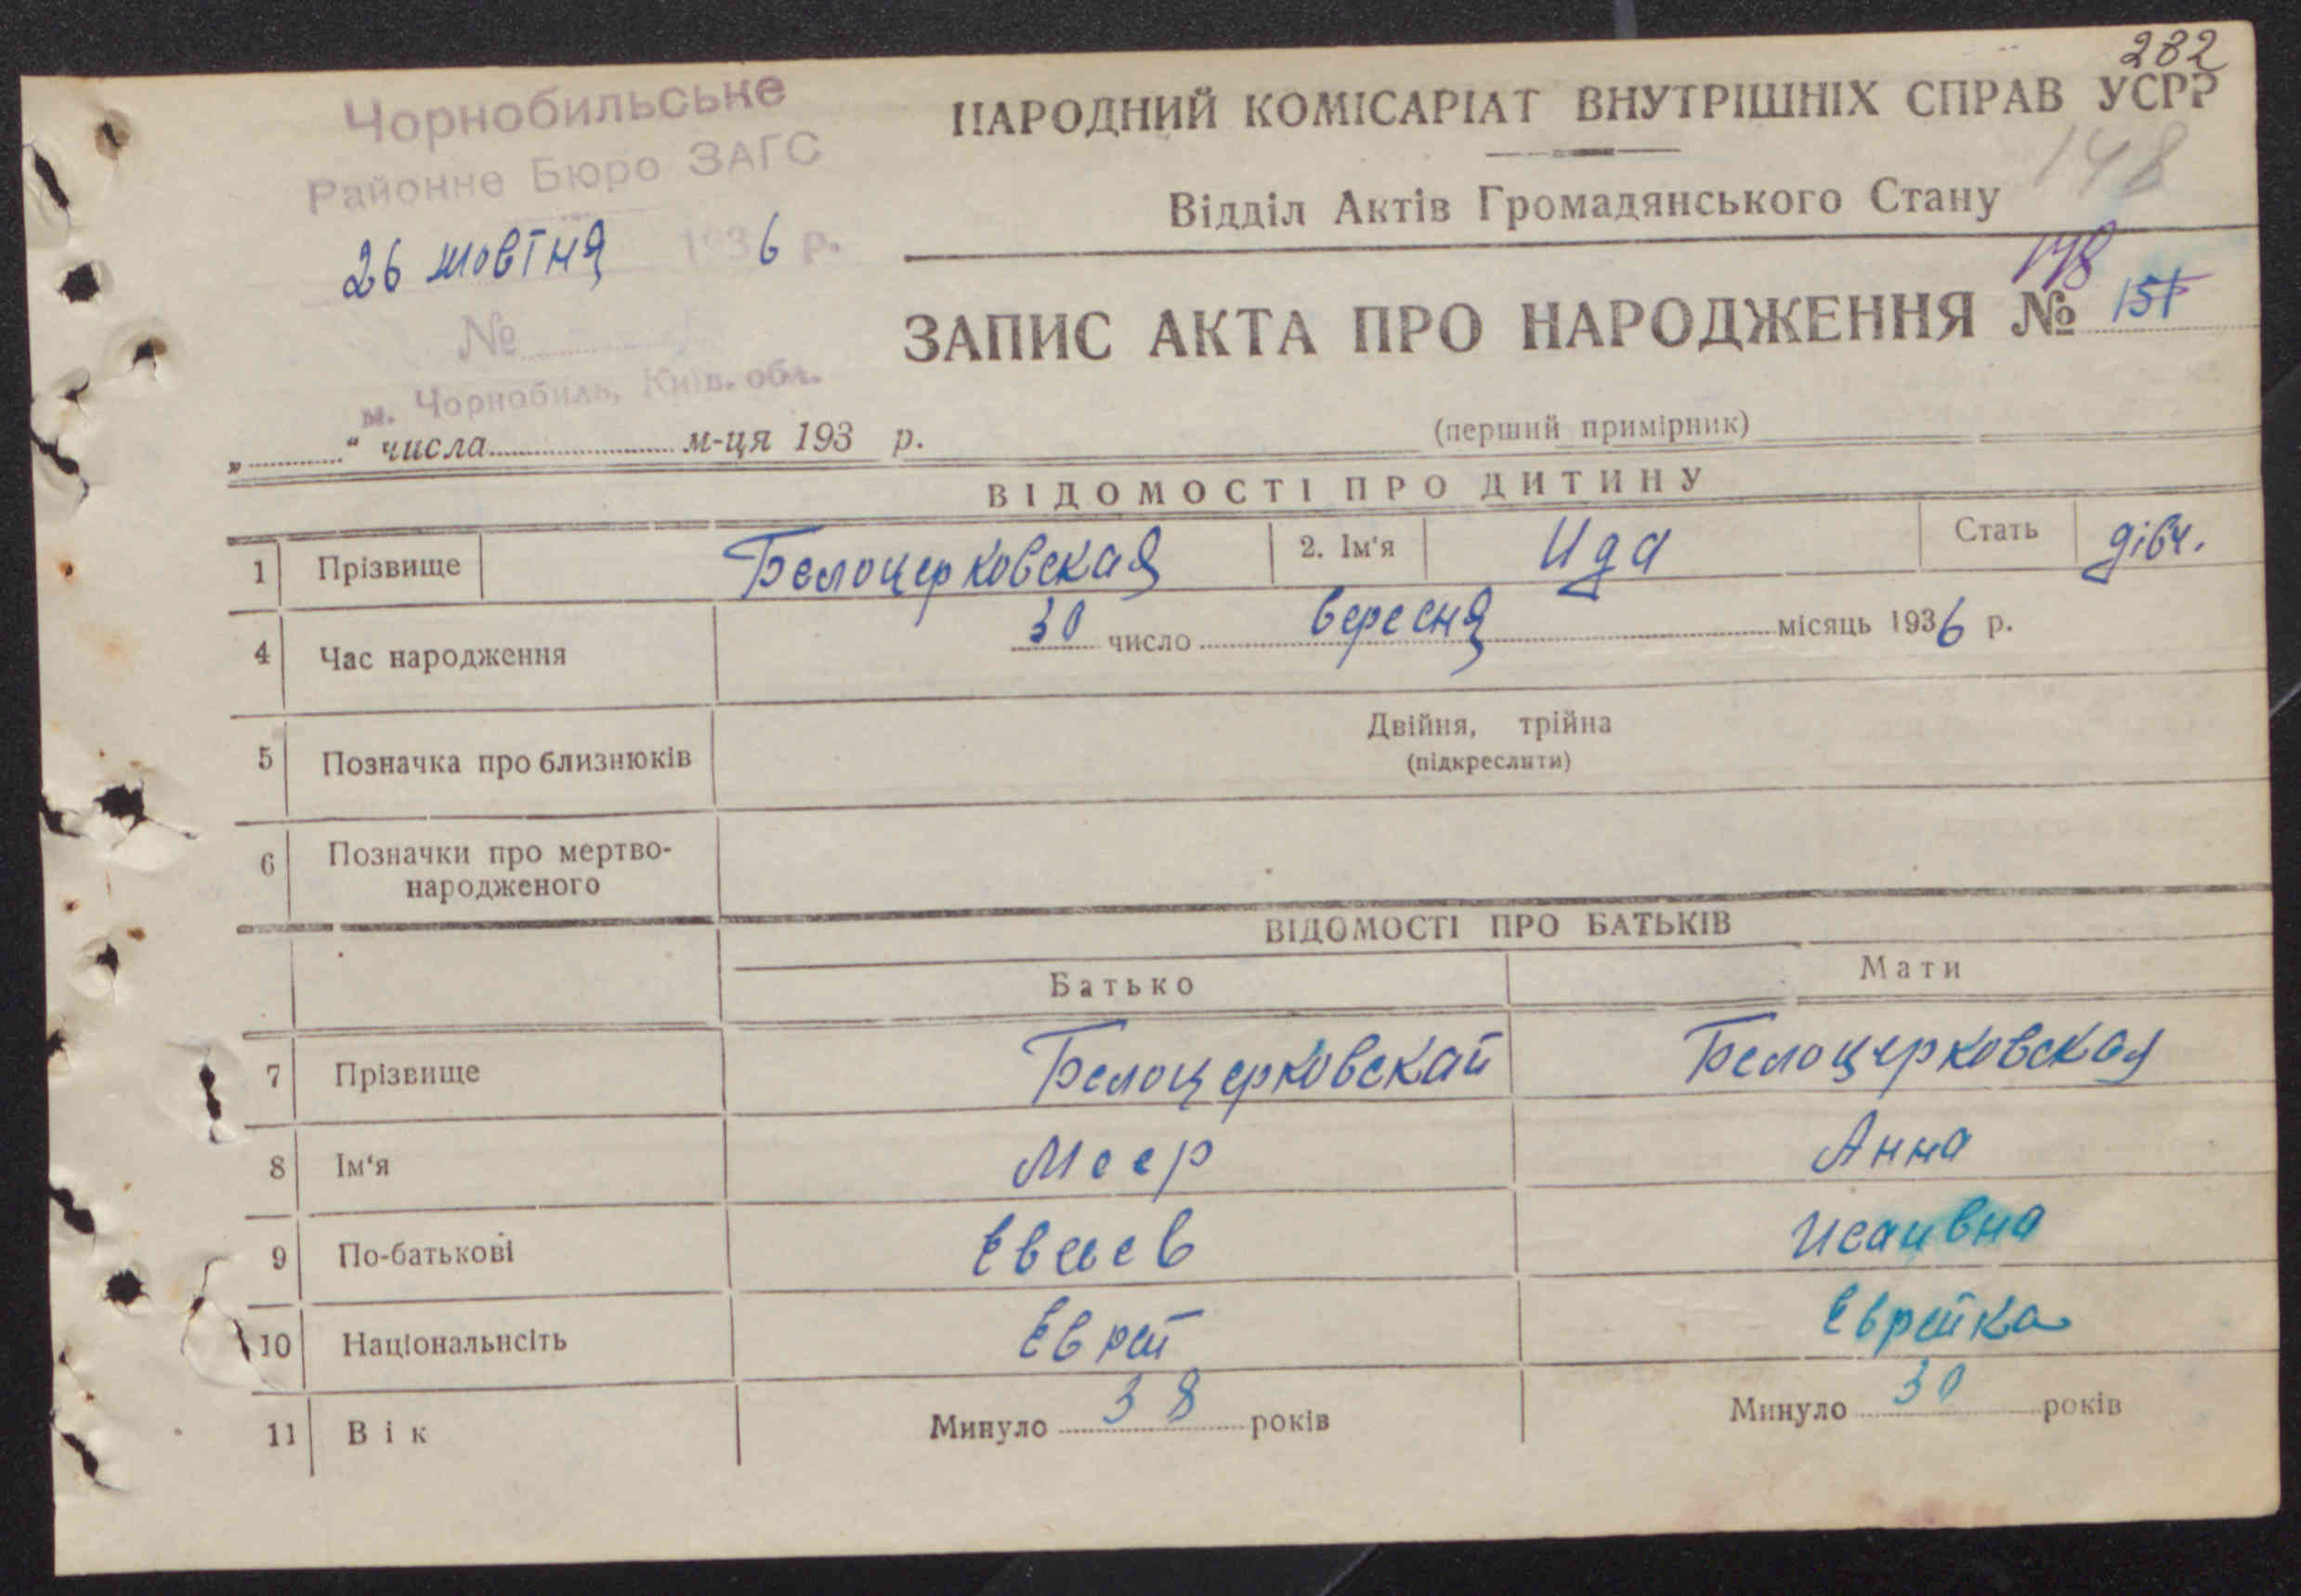 282
Чорнобильське
Районне Бюро ЗАГС
26 жовтня 1936 р.
№
м. Чорнобиль, Київ. обл.
„ “ числа м-ця 193 р.
НАРОДНИЙ КОМІСАРІАТ ВНУТРІШНІХ СПРАВ УСРР
148
Відділ Актів Громадянського Стану
148
ЗАПИС АКТА ПРО НАРОДЖЕННЯ № 151
(перший примірник)
ВІДОМОСТІ ПРО ДИТИНУ
1 Прізвище Белоцерковская 2. Ім‘я Ида Стать дівч.
4 Час народження 30 число вересня місяць 1936 р.
5 Позначка про близнюків Двійня, трійна
(підкреслити)
6 Позначки про мертво-
народженого
ВІДОМОСТІ ПРО БАТЬКІВ
Батько Мати
7 Прізвище Белоцерковский Белоцерковская
8 Ім‘я Меер Анна
9 По-батькові Евсеев Исаивна
10 Національнсіть Еврей Еврейка
11 Вік Минуло 38 років Минуло 30 років